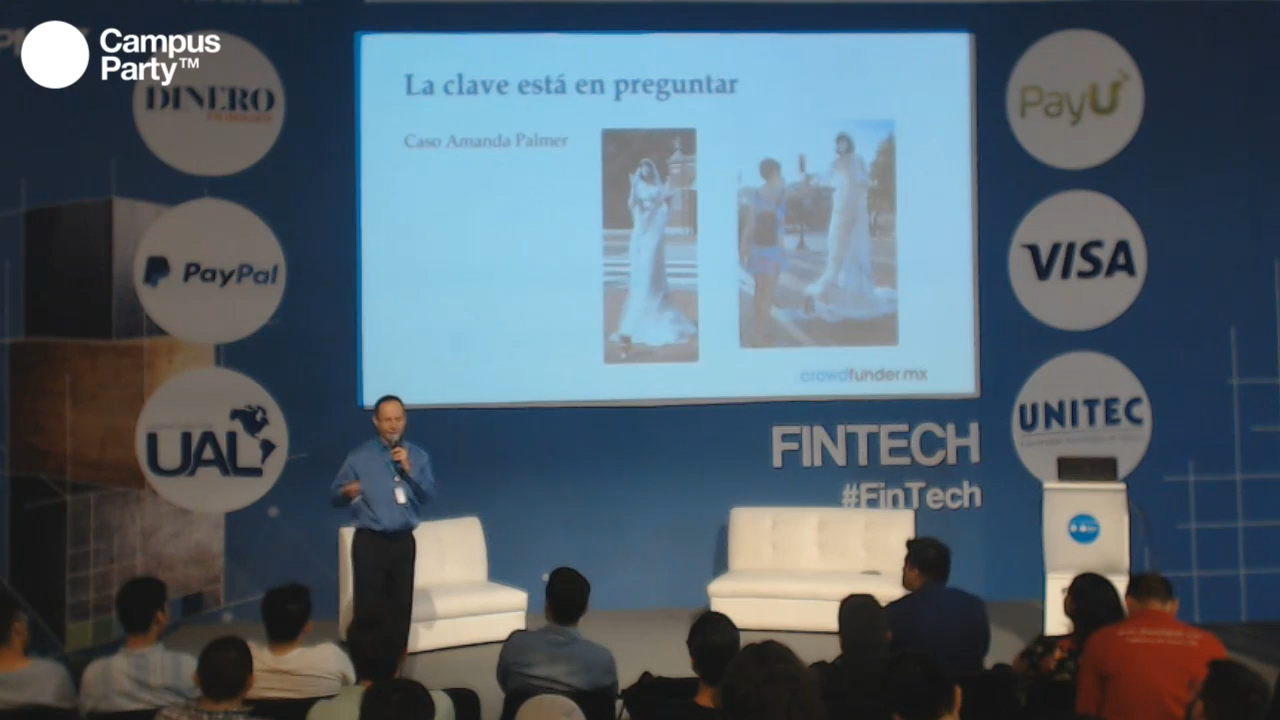 Campus
Party™
DINERO
PayPal
UAL
La clave está en preguntar
Caso Amanda Palmer
crowdfunder.mx
PayU
VISA
UNITEC
FINTECH
#FinTech